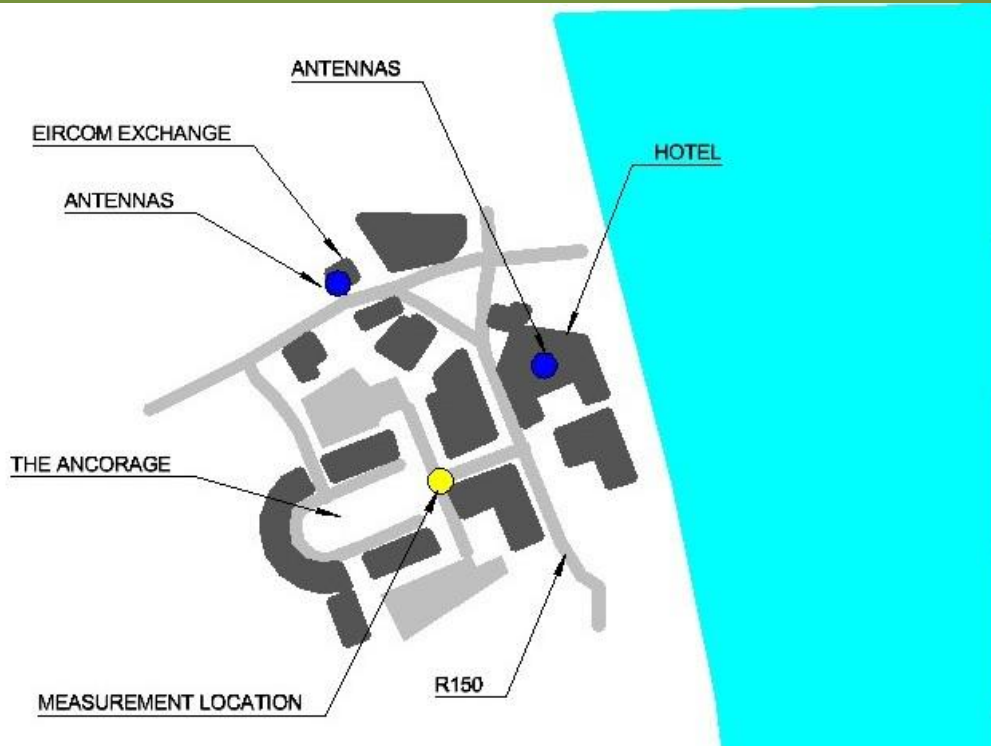 ANTENNAS
EIRCOM EXCHANGE
HOTEL
ANTENNAS
THE ANCORAGE
MEASUREMENT LOCATION
R150